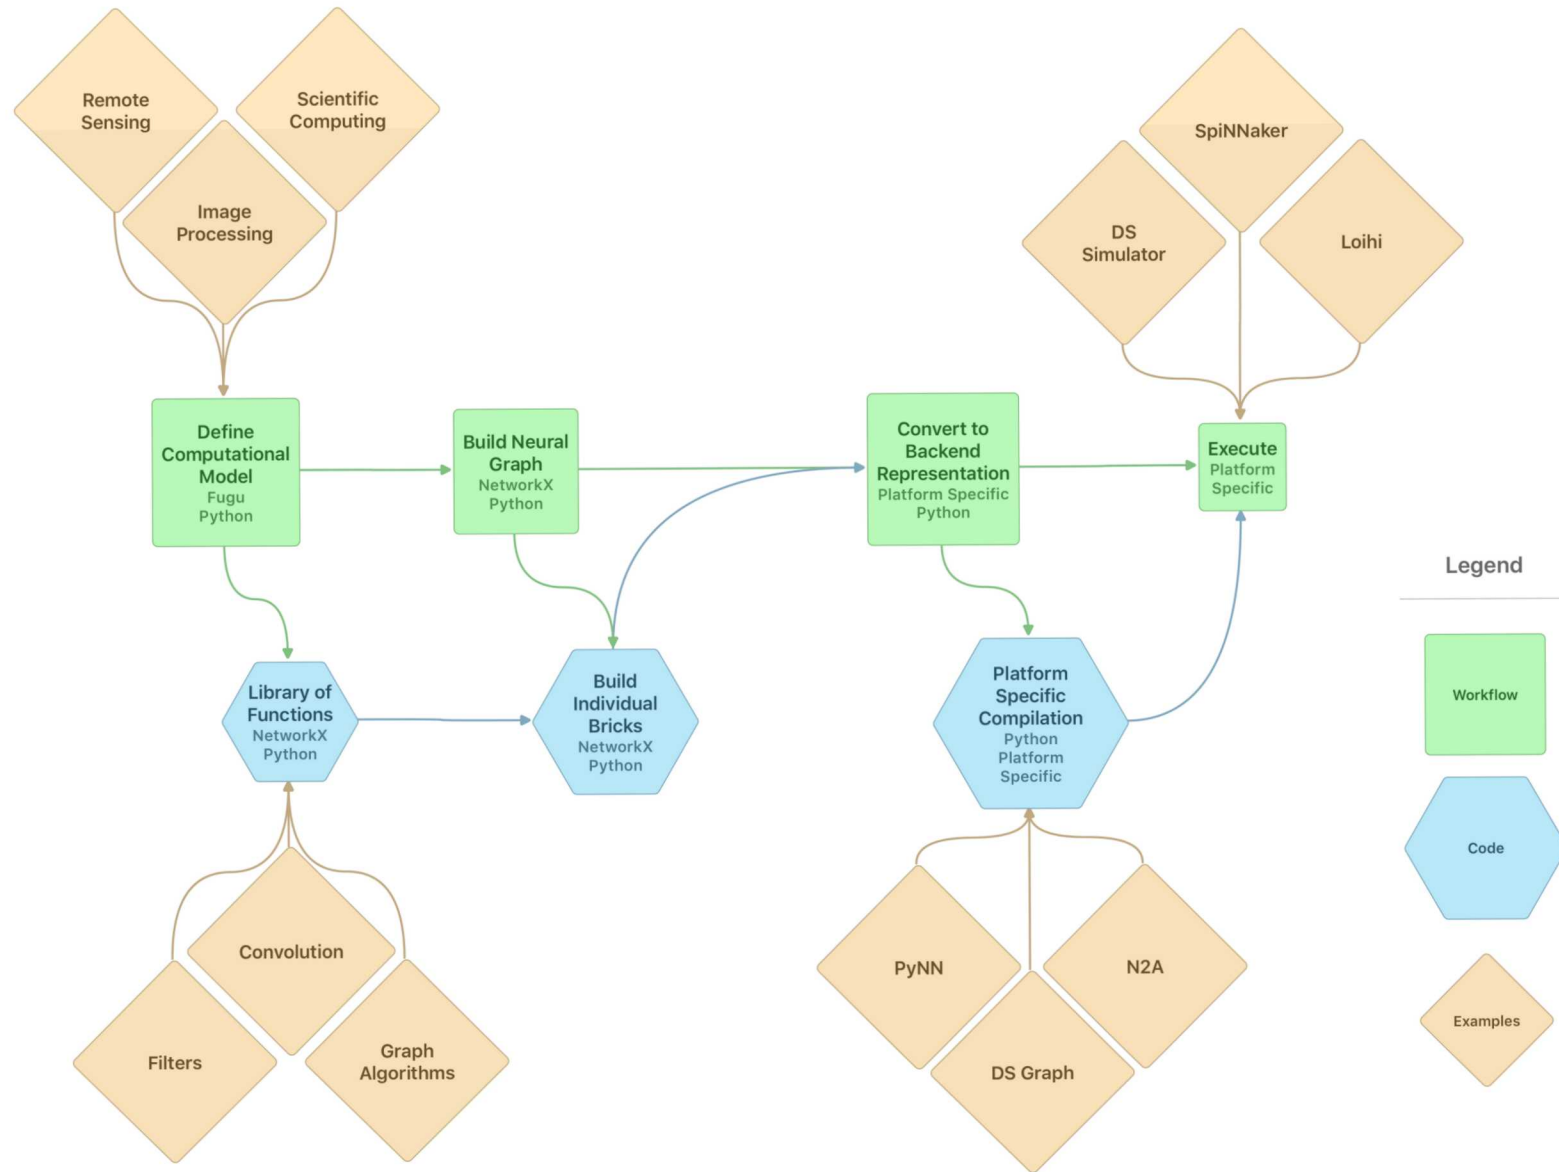 Remote
Sensing
Scientific
Computing
Image
Processing
SpiNNaker
DS
Simulator
Loihi
Define
Computational
Model
Fugu
Python
Build Neural
Graph
NetworkX
Python
Convert to
Backend
Representation
Platform Specific
Python
Execute
Platform
Specific
Library of
Functions
NetworkX
Python
Build
Individual
Bricks
NetworkX
Python
Platform
Specific
Compilation
Python
Platform
Specific
Convolution
Filters
Graph
Algorithms
PyNN
DS Graph
N2A
Legend
Workflow
Code
Examples